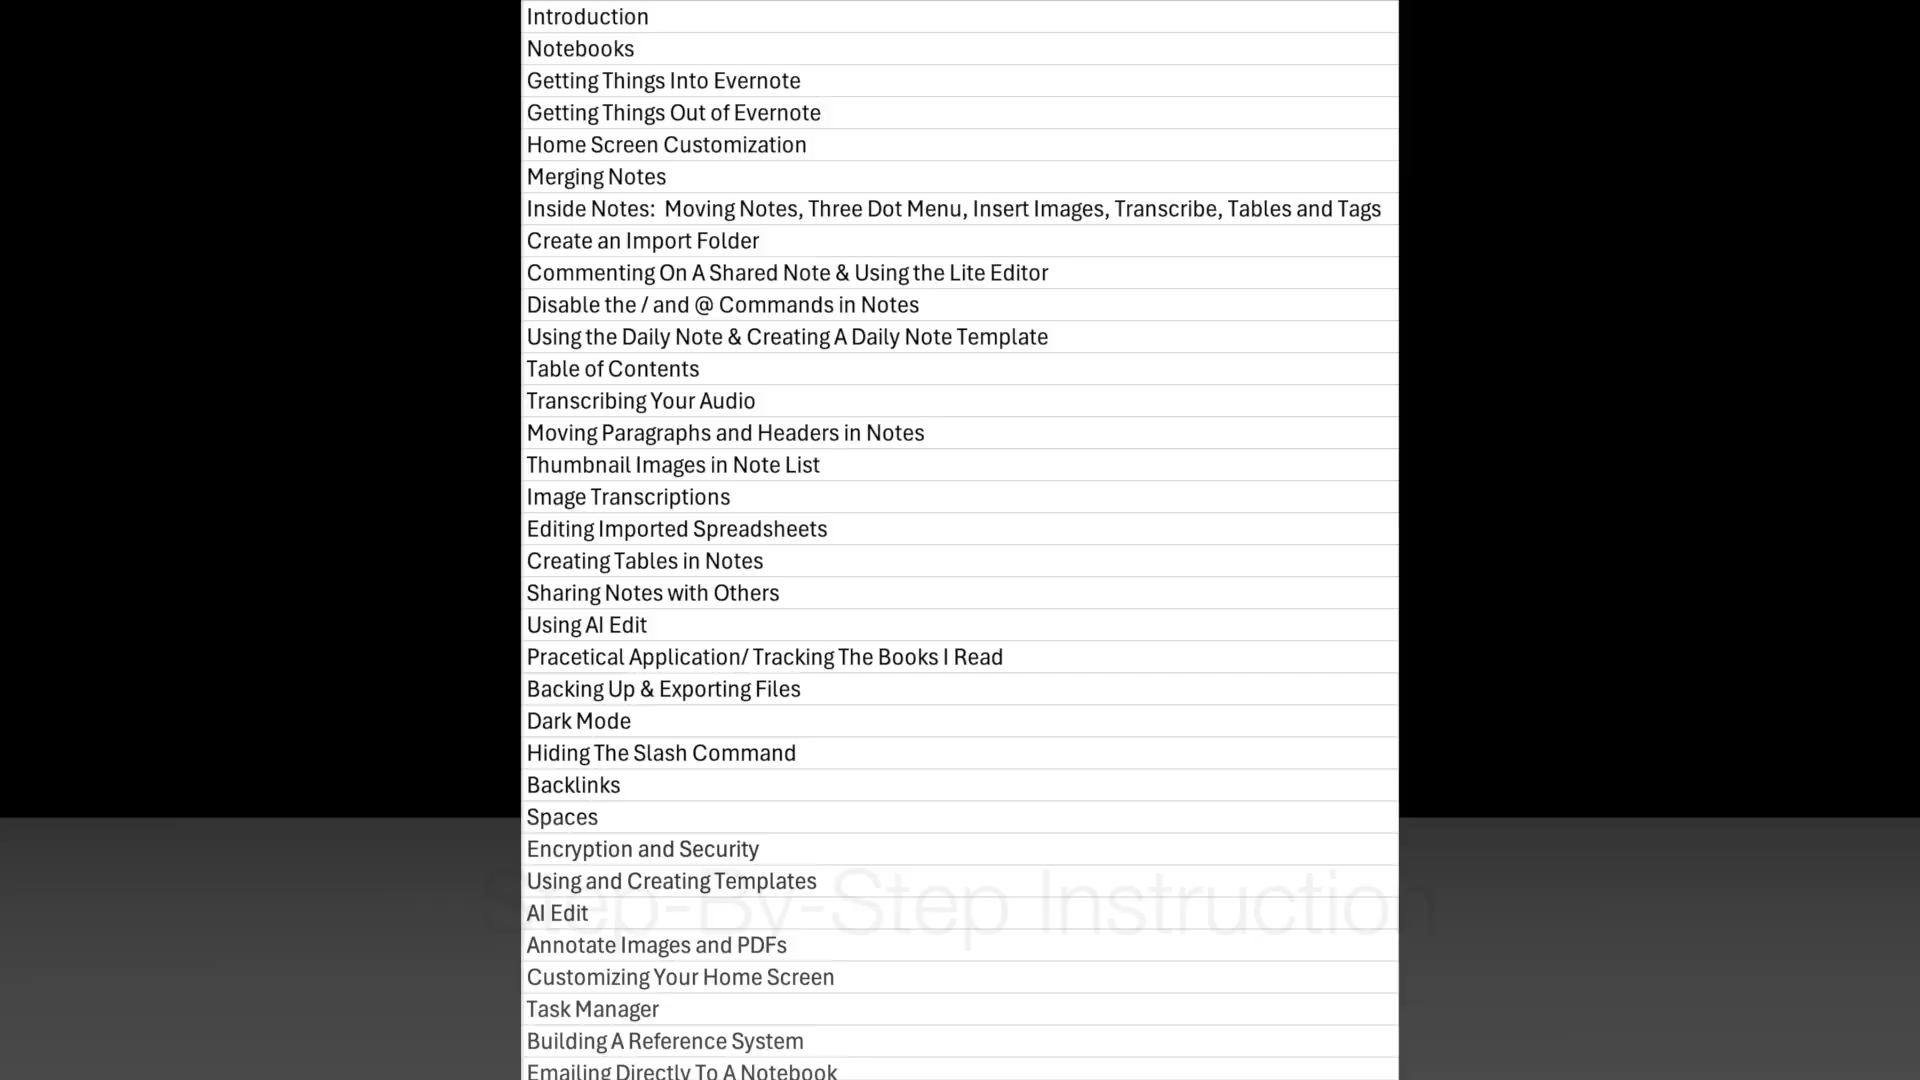 Introduction
Notebooks
Getting Things Into Evernote
Getting Things Out of Evernote
Home Screen Customization
Merging Notes
Inside Notes:  Moving Notes, Three Dot Menu, Insert Images, Transcribe, Tables and Tags
Create an Import Folder
Commenting On A Shared Note & Using the Lite Editor
Disable the / and @ Commands in Notes
Using the Daily Note & Creating A Daily Note Template
Table of Contents
Transcribing Your Audio
Moving Paragraphs and Headers in Notes
Thumbnail Images in Note List
Image Transcriptions
Editing Imported Spreadsheets
Creating Tables in Notes
Sharing Notes with Others
Using AI Edit
Pracetical Application/ Tracking The Books I Read
Backing Up & Exporting Files
Dark Mode
Hiding The Slash Command
Backlinks
Spaces
Encryption and Security
Using and Creating Templates
Step-By-Step Instruction
AI Edit
Annotate Images and PDFs
Customizing Your Home Screen
Task Manager
Building A Reference System
Emailing Directly To A Notebook